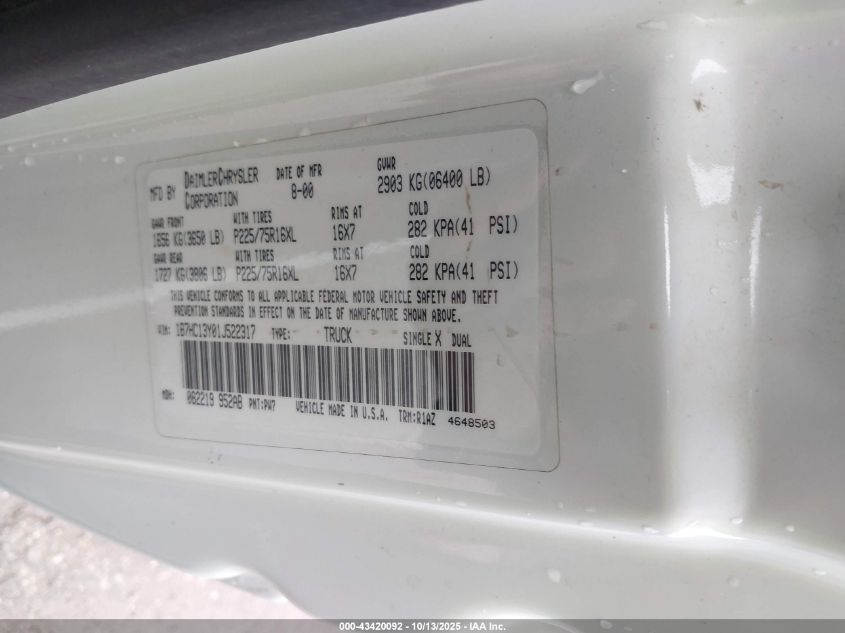 MFD BY DAIMLERCHRYSLER CORPORATION DATE OF MFR 8-00 GVWR 2903 KG(06400 LB)
GAWR FRONT WITH TIRES RIMS AT COLD
1656 KG(3650 LB) P225/75R16XL 16X7 282 KPA(41 PSI)
GAWR REAR WITH TIRES RIMS AT COLD
1727 KG(3806 LB) P225/75R16XL 16X7 282 KPA(41 PSI)
THIS VEHICLE CONFORMS TO ALL APPLICABLE FEDERAL MOTOR VEHICLE SAFETY AND THEFT
PREVENTION STANDARDS IN EFFECT ON THE DATE OF MANUFACTURE SHOWN ABOVE.
VIN: 1B7HC13Y01J522317 TYPE: TRUCK SINGLE X DUAL
MDH: 062219 952AB PNT:PW7 VEHICLE MADE IN U.S.A. TRM:R1AZ 4648503
000-43420092 - 10/13/2025 - IAA Inc.